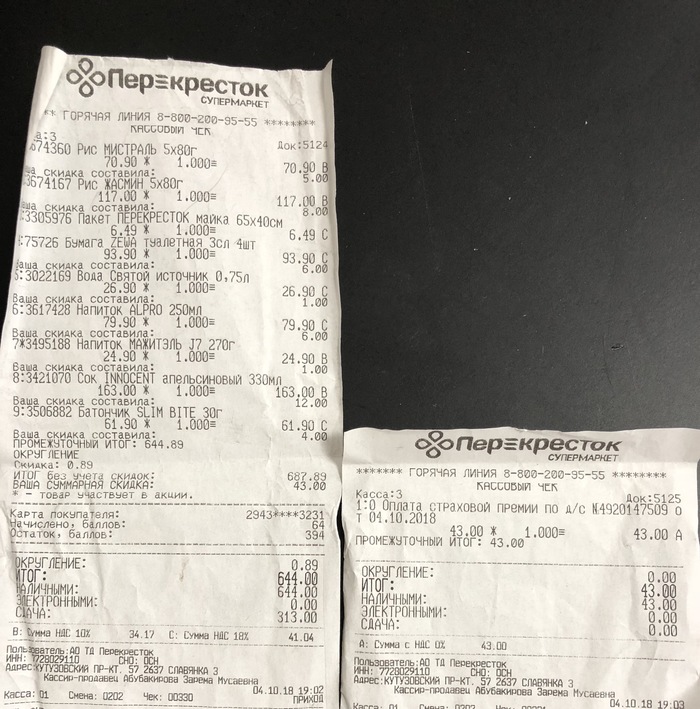 Перекресток
СУПЕРМАРКЕТ
** ГОРЯЧАЯ ЛИНИЯ 8-800-200-95-55 ********
КАССОВЫЙ ЧЕК
а:3 Док:5124
674360 Рис МИСТРАЛЬ 5x80г
70.90 * 1.000= 70.90 B
ваша скидка составила: 5.00
3674167 Рис ЖАСМИН 5x80г
117.00 * 1.000= 117.00 B
ваша скидка составила: 8.00
:3305976 Пакет ПЕРЕКРЕСТОК майка 65x40см
6.49 * 1.000= 6.49 C
:75726 Бумага ZEWA туалетная 3сл 4шт
93.90 * 1.000= 93.90 C
ваша скидка составила: 6.00
5:3022169 Вода Святой источник 0,75л
26.90 * 1.000= 26.90 C
Ваша скидка составила: 1.00
6:3617428 Напиток ALPRO 250мл
79.90 * 1.000= 79.90 C
Ваша скидка составила: 6.00
7*3495188 Напиток МАЖИТЭЛЬ J7 270г
24.90 * 1.000= 24.90 B
Ваша скидка составила: 1.00
8:3421070 Сок INNOCENT апельсиновый 330мл
163.00 * 1.000= 163.00 B
Ваша скидка составила: 12.00
9:3506882 Батончик SLIM BITE 30г
61.90 * 1.000= 61.90 C
Ваша скидка составила: 4.00
ПРОМЕЖУТОЧНЫЙ ИТОГ: 644.89
ОКРУГЛЕНИЕ
Скидка: 0.89
ИТОГ без учета скидок: 687.89
ВАША СУММАРНАЯ СКИДКА: 43.00
* - товар участвует в акции.
Карта покупателя: 2943****3231
Начислено, баллов: 64
Остаток, баллов: 394
ОКРУГЛЕНИЕ: 0.89
ИТОГ: 644.00
НАЛИЧНЫМИ: 644.00
ЭЛЕКТРОННЫМИ: 0.00
СДАЧА: 313.00
B: Сумма НДС 10% 34.17 C: Сумма НДС 18% 41.04
Пользователь:АО ТД Перекресток
ИНН: 7728029110 СНО: ОСН
Адрес:КУТУЗОВСКИЙ ПР-КТ. 57 2637 СЛАВЯНКА 3
Кассир-продавец Абубакирова Зарема Мусаевна
04.10.18 19:02
Касса: 01 Смена: 0202 Чек: 00330 ПРИХОД
Перекресток
СУПЕРМАРКЕТ
******* ГОРЯЧАЯ ЛИНИЯ 8-800-200-95-55 ********
КАССОВЫЙ ЧЕК
Касса:3 Док:5125
1:0 Оплата страховой премии по д/с №4920147509 о
т 04.10.2018
43.00 * 1.000= 43.00 A
ПРОМЕЖУТОЧНЫЙ ИТОГ: 43.00
ОКРУГЛЕНИЕ: 0.00
ИТОГ: 43.00
НАЛИЧНЫМИ: 43.00
ЭЛЕКТРОННЫМИ: 0.00
СДАЧА: 0.00
A: Сумма с НДС 0% 43.00
Пользователь:АО ТД Перекресток
ИНН: 7728029110 СНО: ОСН
Адрес:КУТУЗОВСКИЙ ПР-КТ. 57 2637 СЛАВЯНКА 3
Кассир-продавец Абубакирова Зарема Мусаевна
04.10.18 19:03